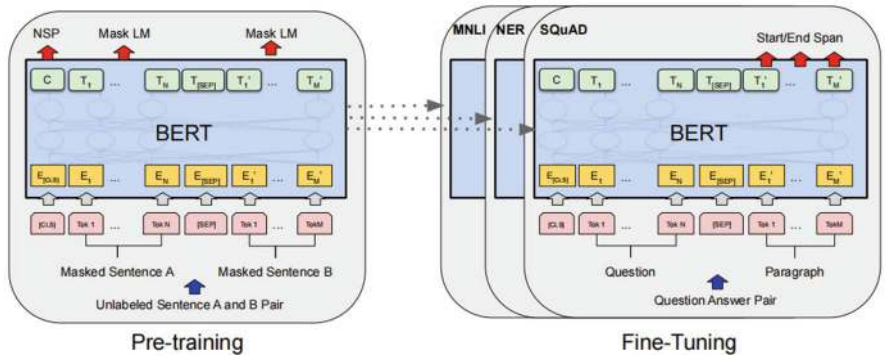 NSP Mask LM Mask LM
C T1 ... TN T[SEP] T1' ... TM'
BERT
E[CLS] E1 ... EN E[SEP] E1' ... EM'
[CLS] Tok 1 ... Tok N [SEP] Tok 1 ... TokM
Masked Sentence A Masked Sentence B
Unlabeled Sentence A and B Pair
Pre-training
MNLI NER SQuAD
Start/End Span
C T1 ... TN T[SEP] T1' ... TM'
BERT
E[CLS] E1 ... EN E[SEP] E1' ... EM'
[CLS] Tok 1 ... Tok N [SEP] Tok 1 ... TokM
Question Paragraph
Question Answer Pair
Fine-Tuning